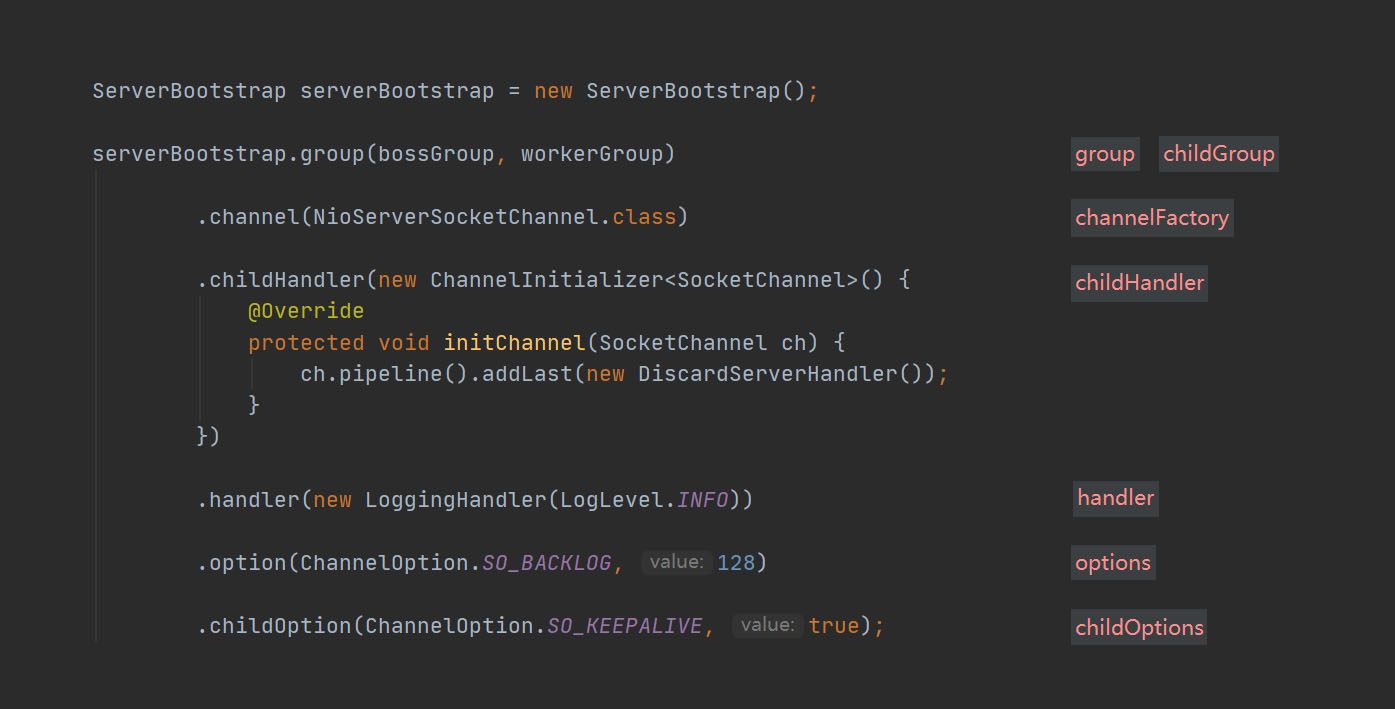 ServerBootstrap serverBootstrap = new ServerBootstrap();
serverBootstrap.group(bossGroup, workerGroup) group childGroup
.channel(NioServerSocketChannel.class) channelFactory
.childHandler(new ChannelInitializer<SocketChannel>() { childHandler
@Override
protected void initChannel(SocketChannel ch) {
ch.pipeline().addLast(new DiscardServerHandler());
}
})
.handler(new LoggingHandler(LogLevel.INFO)) handler
.option(ChannelOption.SO_BACKLOG, value: 128) options
.childOption(ChannelOption.SO_KEEPALIVE, value: true); childOptions